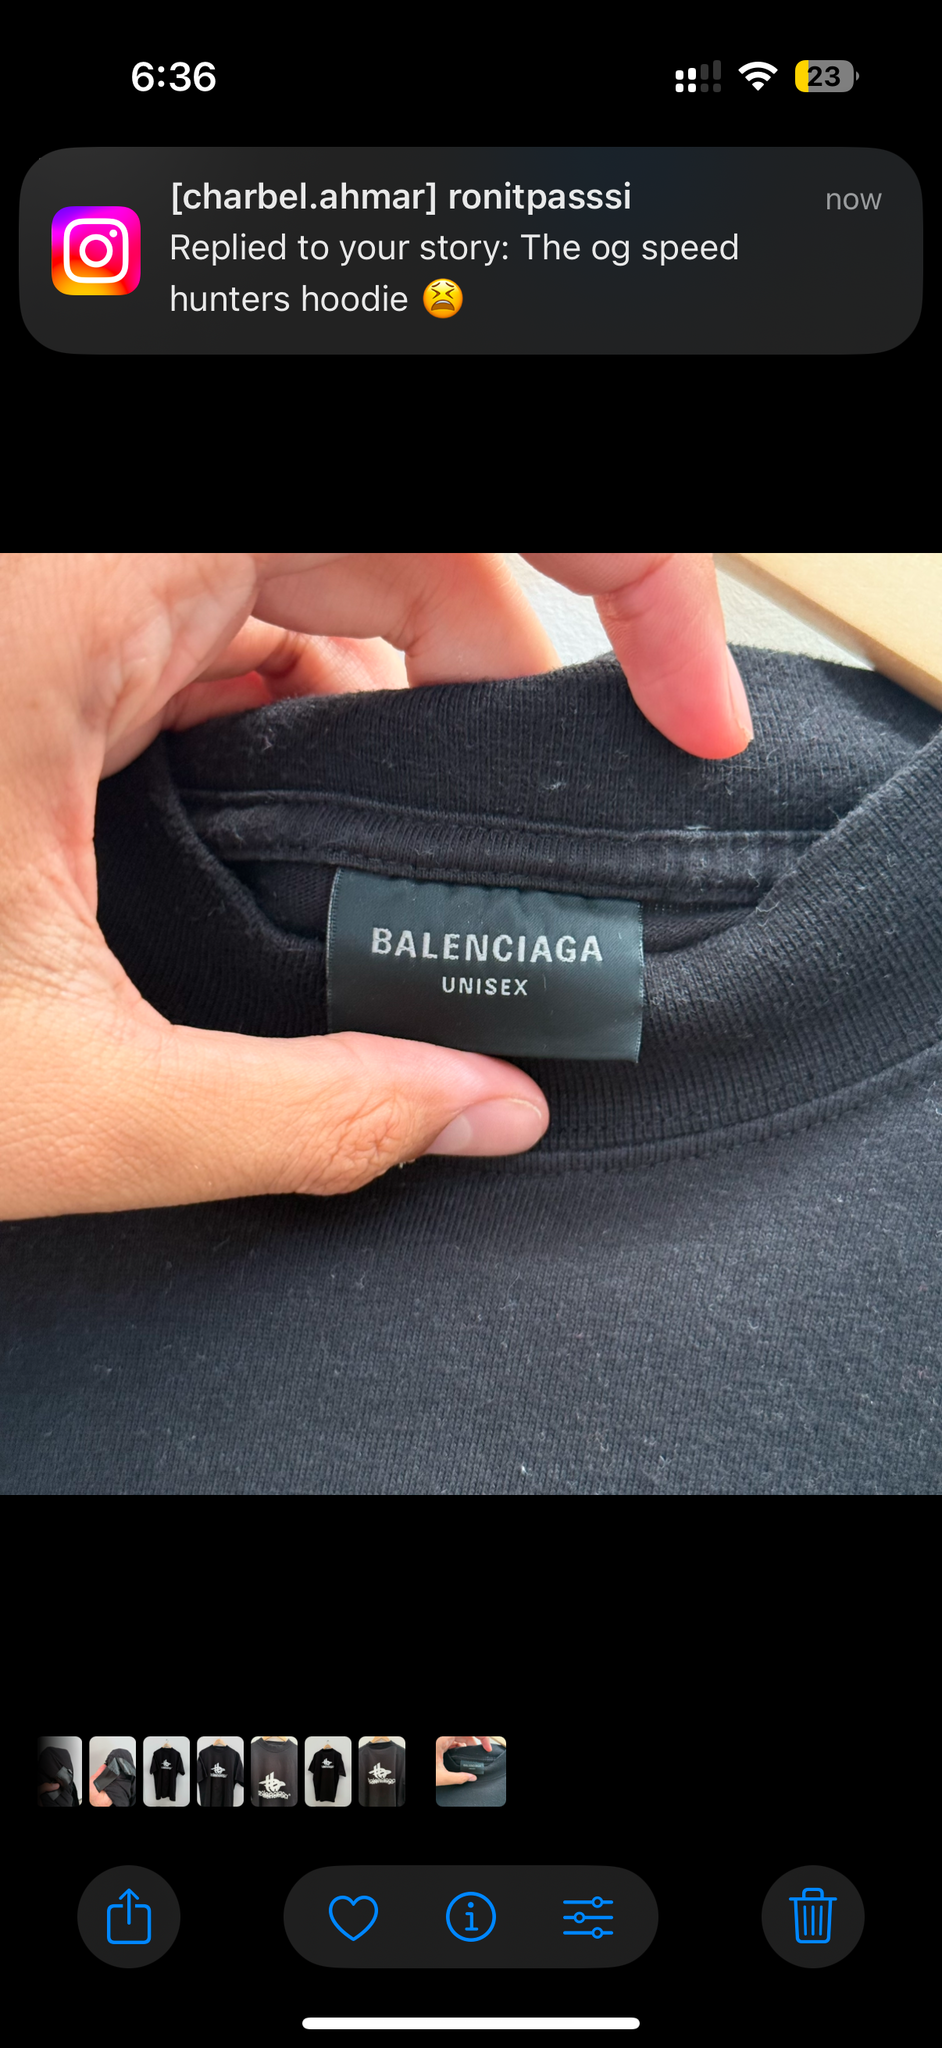 6:36
23
[charbel.ahmar] ronitpasssi
now
Replied to your story: The og speed
hunters hoodie 😫
BALENCIAGA
UNISEX